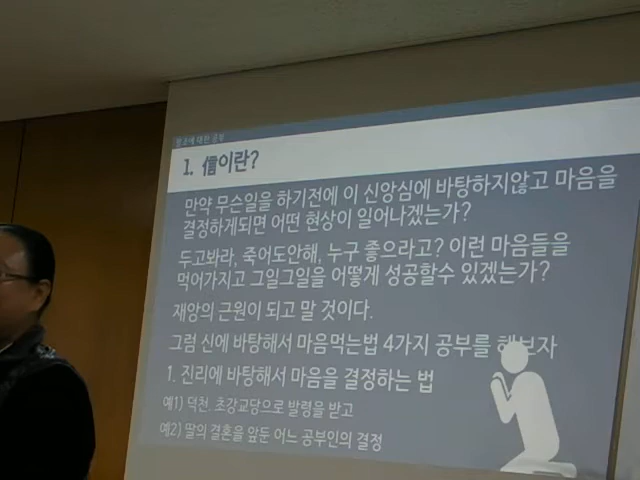 1. 信이란?
만약 무슨일을 하기전에 이 신앙심에 바탕하지않고 마음을
결정하게되면 어떤 현상이 일어나겠는가?
두고봐라, 죽어도안해, 누구 좋으라고? 이런 마음들을
먹어가지고 그일그일을 어떻게 성공할수 있겠는가?
재앙의 근원이 되고 말 것이다.
그럼 신에 바탕해서 마음먹는법 4가지 공부를 해보자
1. 진리에 바탕해서 마음을 결정하는 법
예1) 덕천. 초강교당으로 발령을 받고
예2) 딸의 결혼을 앞둔 어느 공부인의 결정